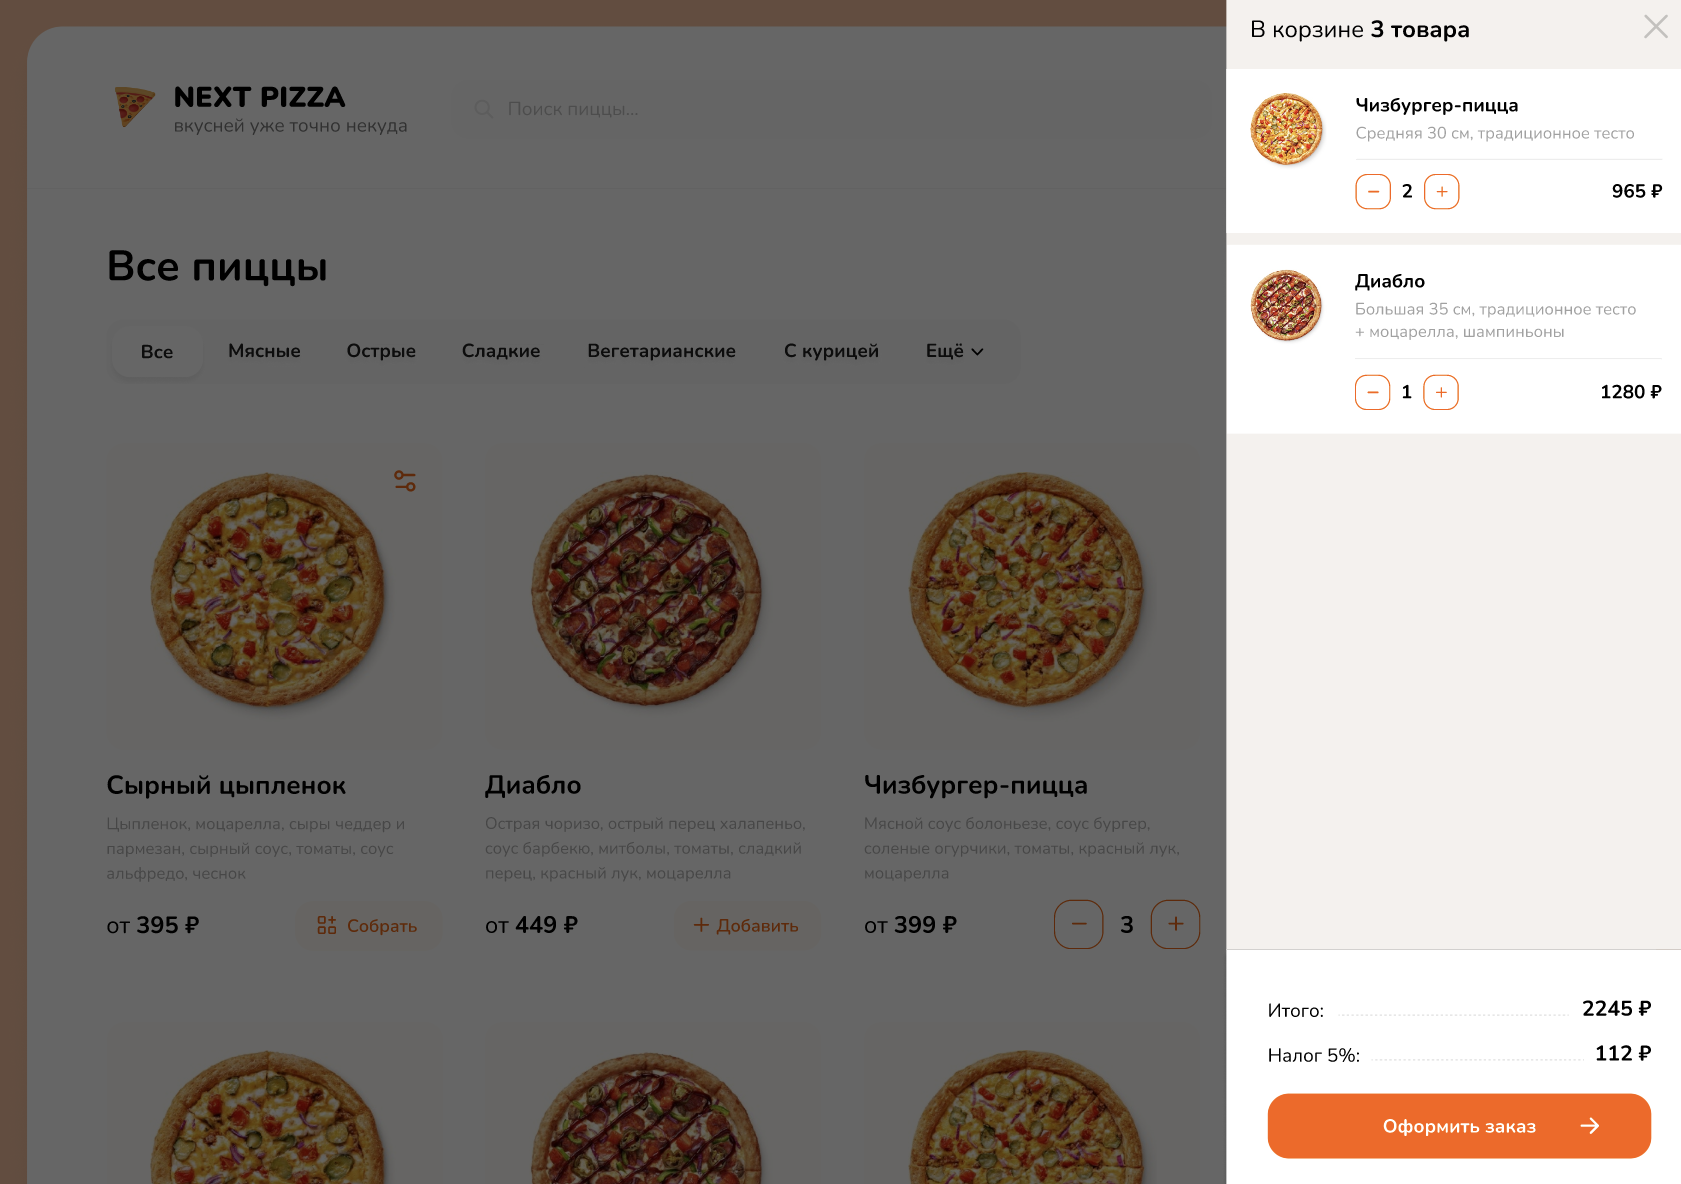 NEXT PIZZA
вкусней уже точно некуда
Поиск пиццы...
Все пиццы
Все
Мясные
Острые
Сладкие
Вегетарианские
С курицей
Ещё
Сырный цыпленок
Цыпленок, моцарелла, сыры чеддер и
пармезан, сырный соус, томаты, соус
альфредо, чеснок
от 395 ₽
Собрать
Диабло
Острая чоризо, острый перец халапеньо,
соус барбекю, митболы, томаты, сладкий
перец, красный лук, моцарелла
от 449 ₽
+ Добавить
Чизбургер-пицца
Мясной соус болоньезе, соус бургер,
соленые огурчики, томаты, красный лук,
моцарелла
от 399 ₽
− 3 +
В корзине 3 товара
Чизбургер-пицца
Средняя 30 см, традиционное тесто
− 2 +
965 ₽
Диабло
Большая 35 см, традиционное тесто
+ моцарелла, шампиньоны
− 1 +
1280 ₽
Итого: 2245 ₽
Налог 5%: 112 ₽
Оформить заказ